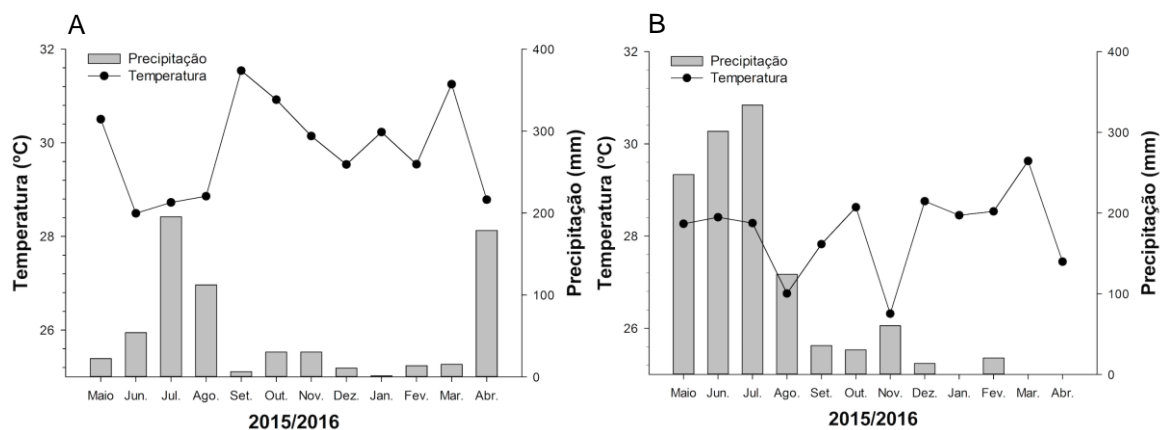 A
Precipitação
Temperatura
Temperatura (ºC)
32
30
28
26
Precipitação (mm)
400
300
200
100
0
Maio Jun. Jul. Ago. Set. Out. Nov. Dez. Jan. Fev. Mar. Abr.
2015/2016
B
Precipitação
Temperatura
Temperatura (ºC)
32
30
28
26
Precipitação (mm)
400
300
200
100
0
Maio Jun. Jul. Ago. Set. Out. Nov. Dez. Jan. Fev. Mar. Abr.
2015/2016